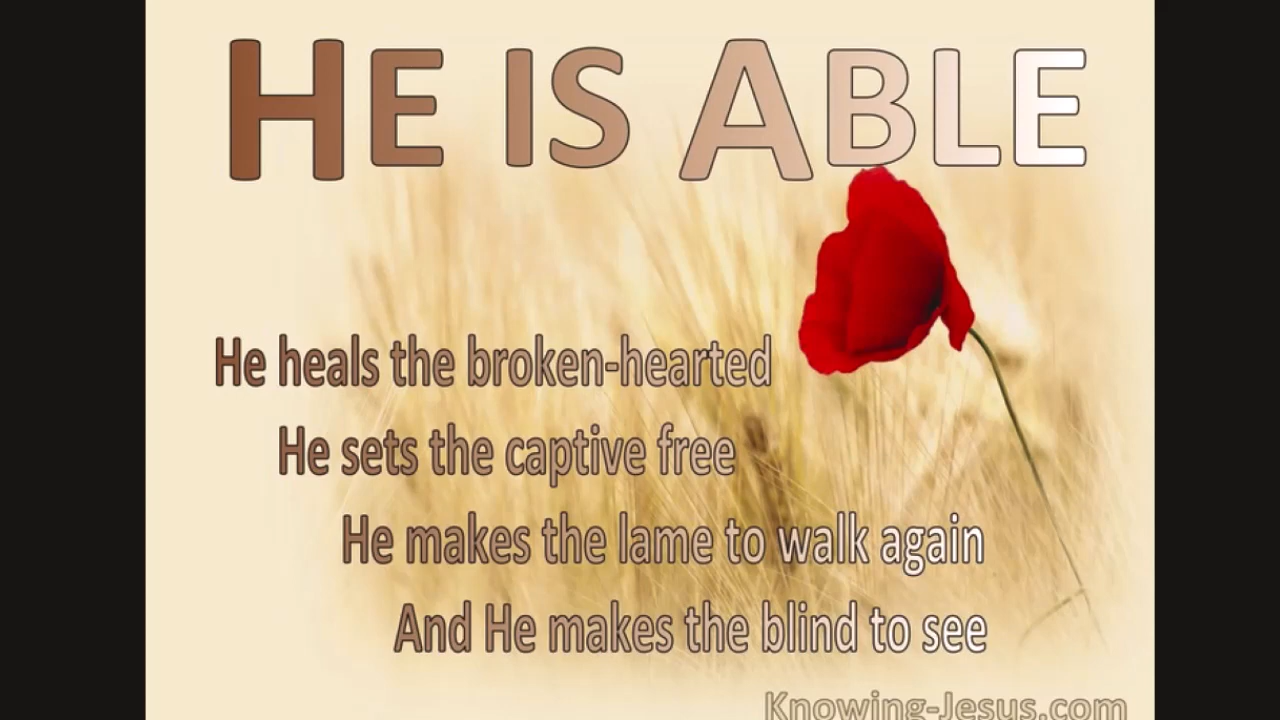 HE IS ABLE
He heals the broken-hearted
He sets the captive free
He makes the lame to walk again
And He makes the blind to see
Knowing-Jesus.com